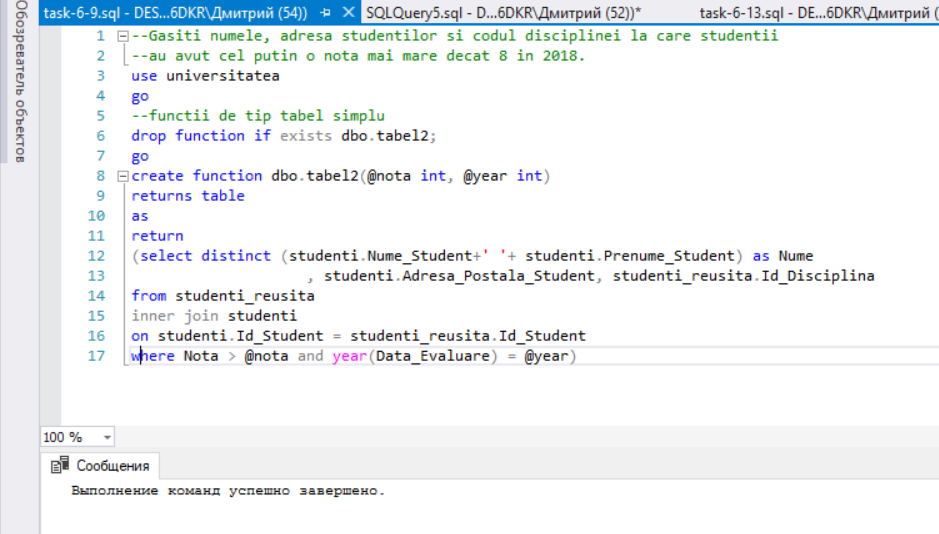 Обозреватель объектов
task-6-9.sql - DES...6DKR\Дмитрий (54)) SQLQuery5.sql - D...6DKR\Дмитрий (52))* task-6-13.sql - DE...6DKR\Дмитрий (
1 --Gasiti numele, adresa studentilor si codul disciplinei la care studentii
2 --au avut cel putin o nota mai mare decat 8 in 2018.
3 use universitatea
4 go
5 --functii de tip tabel simplu
6 drop function if exists dbo.tabel2;
7 go
8 create function dbo.tabel2(@nota int, @year int)
9 returns table
10 as
11 return
12 (select distinct (studenti.Nume_Student+' '+ studenti.Prenume_Student) as Nume
13 , studenti.Adresa_Postala_Student, studenti_reusita.Id_Disciplina
14 from studenti_reusita
15 inner join studenti
16 on studenti.Id_Student = studenti_reusita.Id_Student
17 where Nota > @nota and year(Data_Evaluare) = @year)
100 %
Сообщения
Выполнение команд успешно завершено.